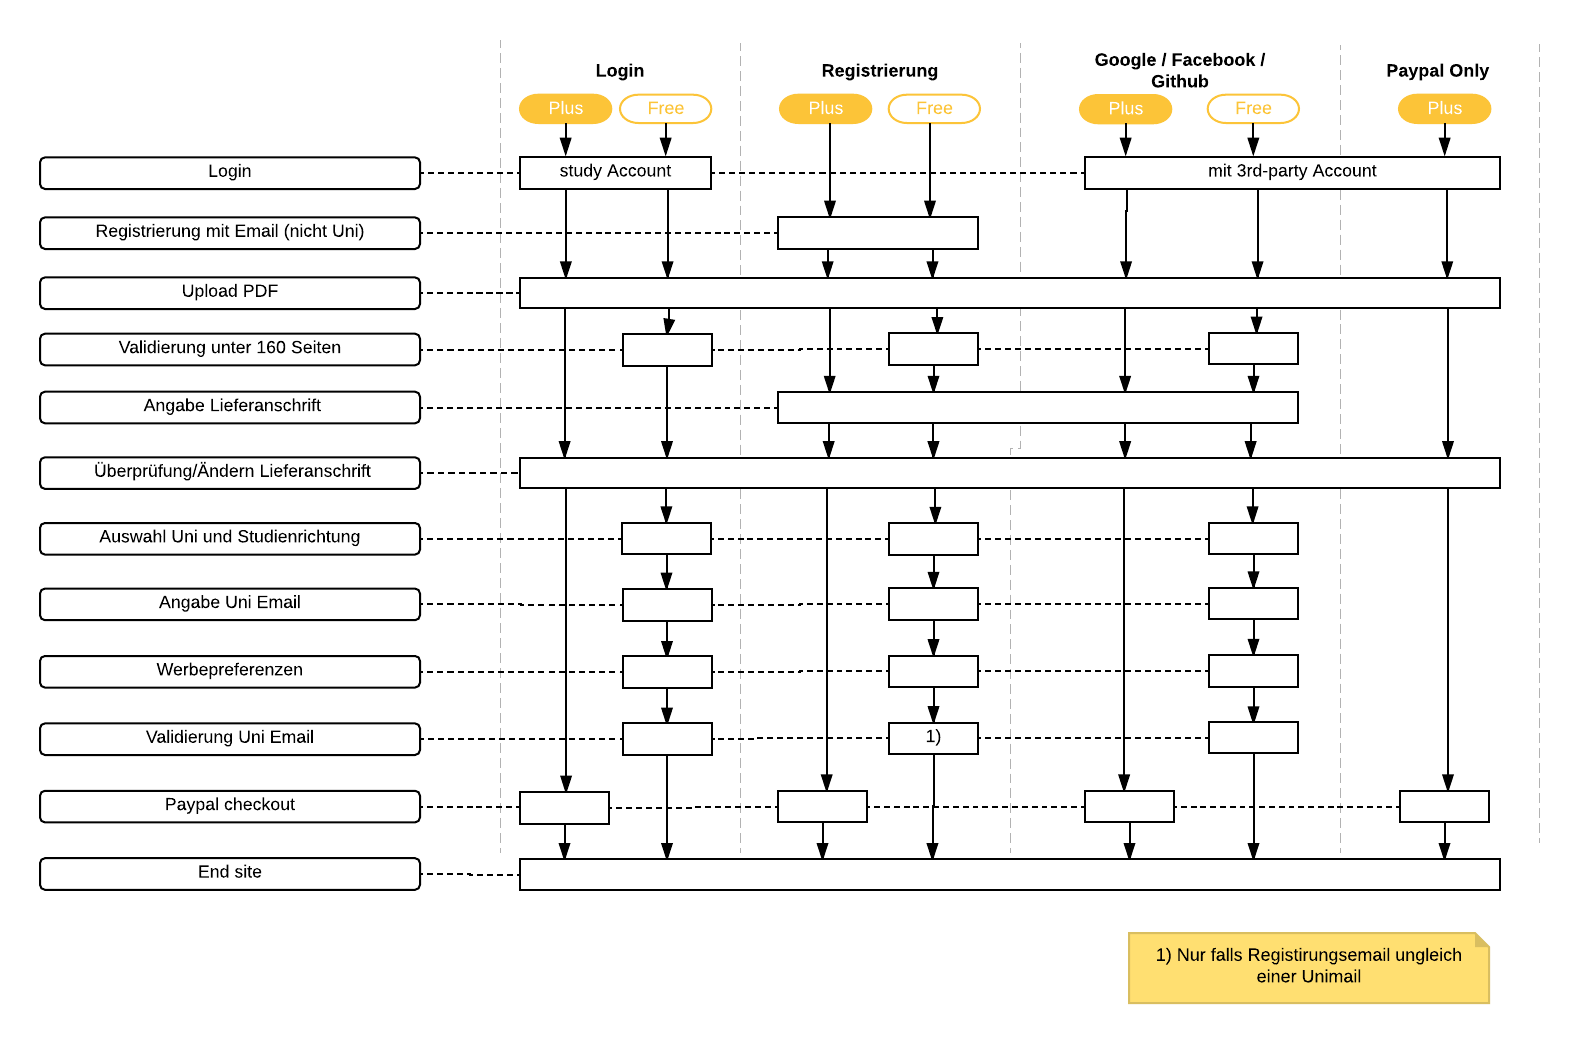 Login
Registrierung
Google / Facebook /
Github
Paypal Only
Plus
Free
Plus
Free
Plus
Free
Plus
Login
study Account
mit 3rd-party Account
Registrierung mit Email (nicht Uni)
Upload PDF
Validierung unter 160 Seiten
Angabe Lieferanschrift
Überprüfung/Ändern Lieferanschrift
Auswahl Uni und Studienrichtung
Angabe Uni Email
Werbepreferenzen
Validierung Uni Email
1)
Paypal checkout
End site
1) Nur falls Registirungsemail ungleich
einer Unimail